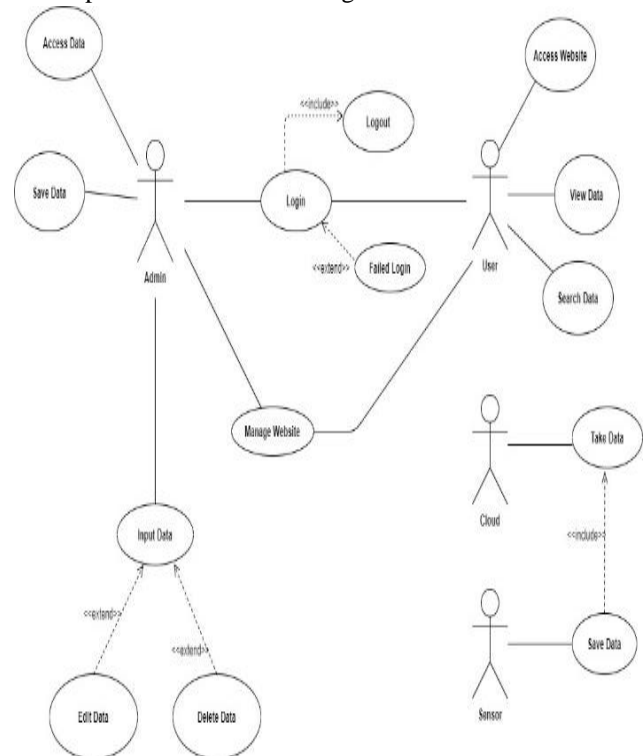 Access Data
Access Website
<<include>>
Logout
Save Data
Login
View Data
Admin
<<extend>>
Failed Login
User
Search Data
Manage Website
Take Data
Cloud
Input Data
<<include>>
<<extend>>
<<extend>>
Save Data
Sensor
Edit Data
Delete Data